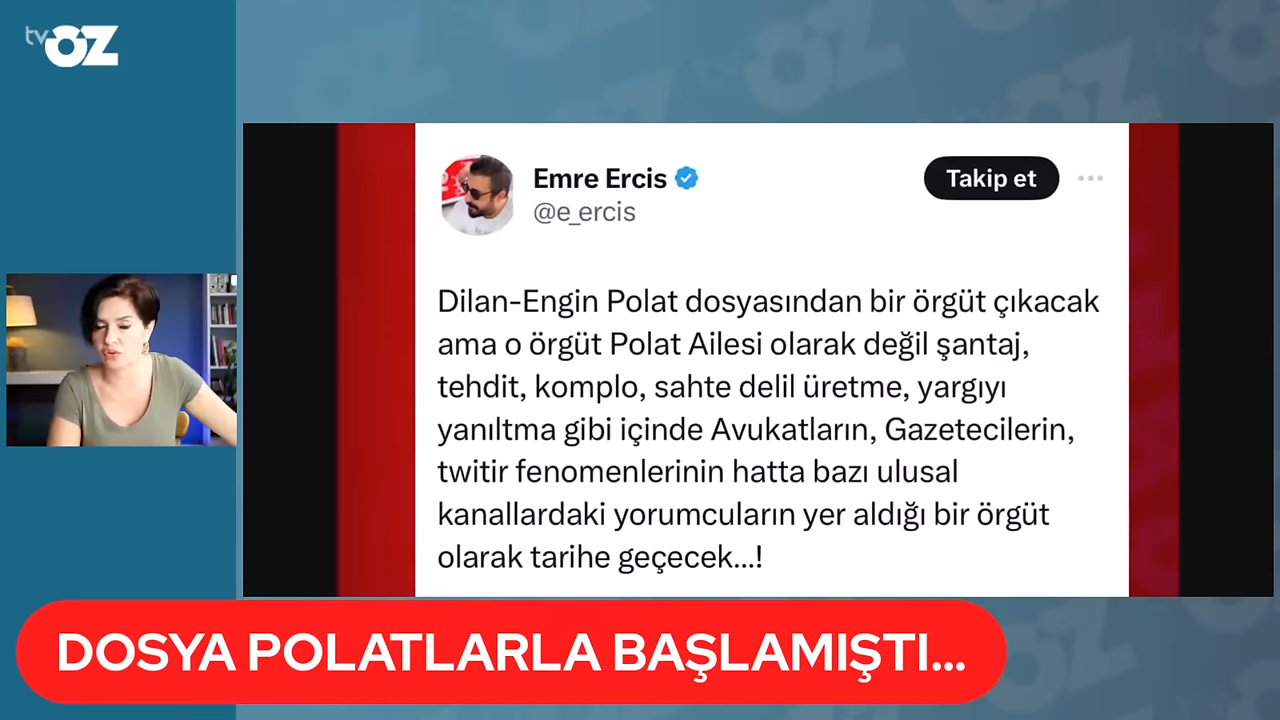 tv ÖZ
Emre Ercis
@e_ercis
Takip et
Dilan-Engin Polat dosyasından bir örgüt çıkacak
ama o örgüt Polat Ailesi olarak değil şantaj,
tehdit, komplo, sahte delil üretme, yargıyı
yanıltma gibi içinde Avukatların, Gazetecilerin,
twitir fenomenlerinin hatta bazı ulusal
kanallardaki yorumcuların yer aldığı bir örgüt
olarak tarihe geçecek...!
DOSYA POLATLARLA BAŞLAMIŞTI...